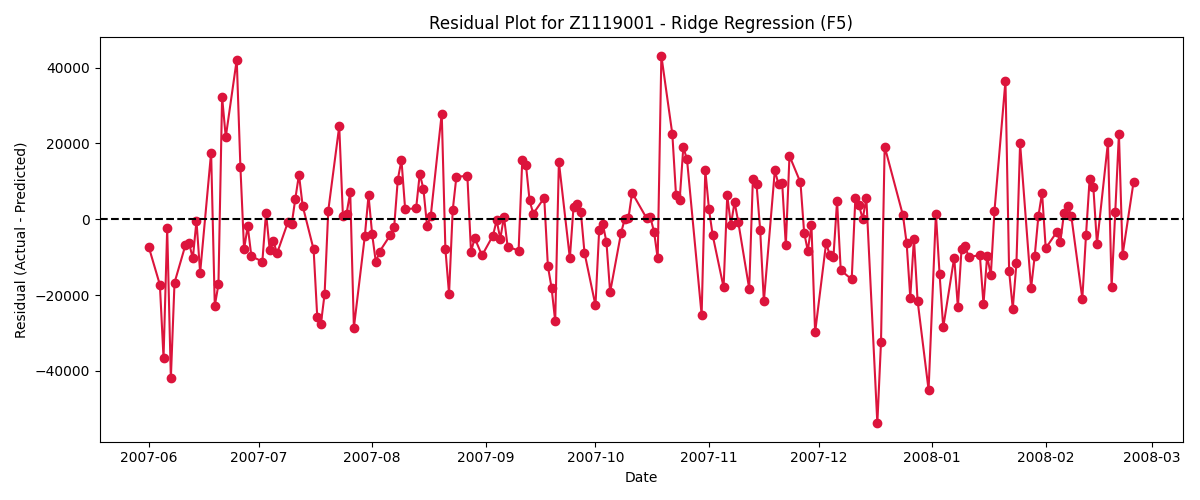 Residual Plot for Z1119001 - Ridge Regression (F5)
Residual (Actual - Predicted)
40000
20000
0
−20000
−40000
2007-06 2007-07 2007-08 2007-09 2007-10 2007-11 2007-12 2008-01 2008-02 2008-03
Date